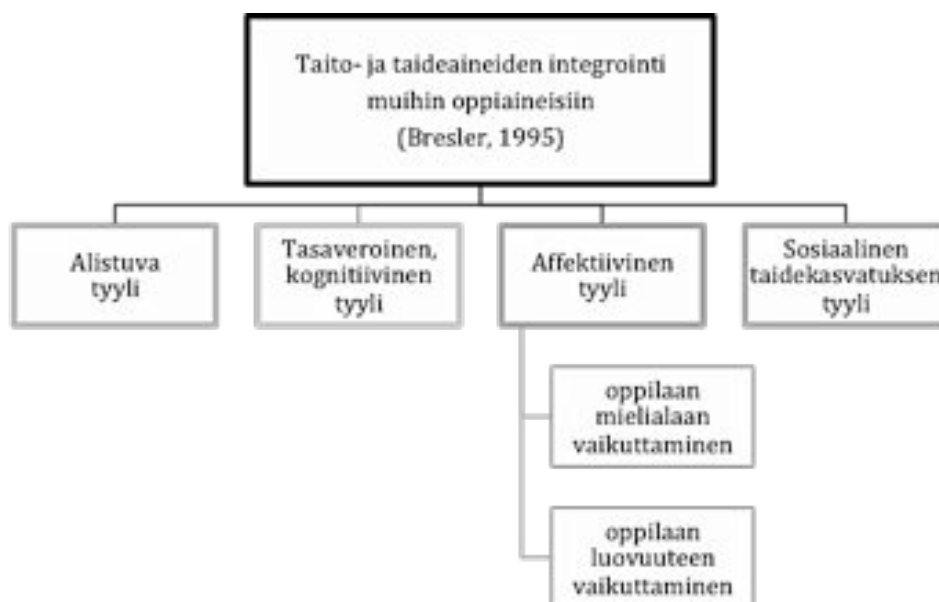 Taito- ja taideaineiden integrointi
muihin oppiaineisiin
(Bresler, 1995)
Alistuva
tyyli
Tasaveroinen,
kognitiivinen
tyyli
Affektiivinen
tyyli
Sosiaalinen
taidekasvatuksen
tyyli
oppilaan
mielialaan
vaikuttaminen
oppilaan
luovuuteen
vaikuttaminen